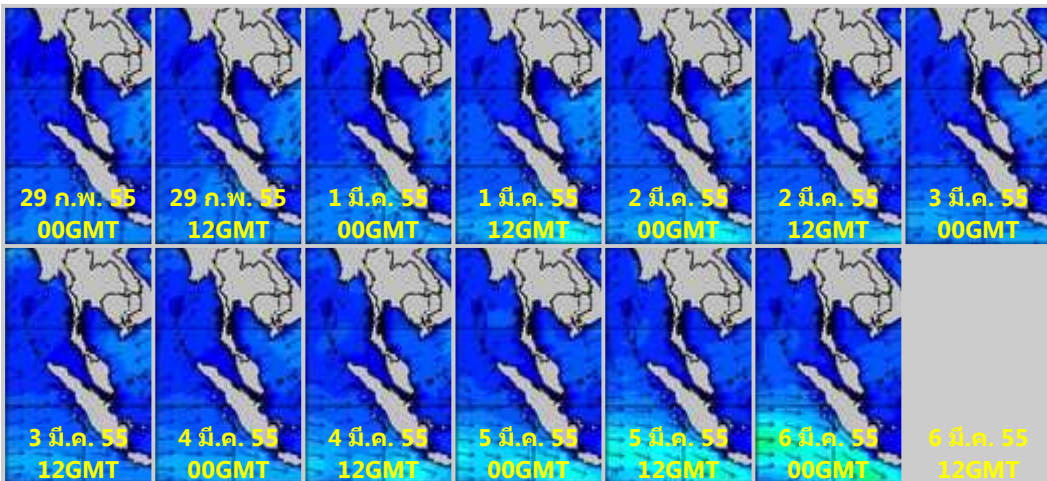 29 ก.พ. 55
00GMT
29 ก.พ. 55
12GMT
1 มี.ค. 55
00GMT
1 มี.ค. 55
12GMT
2 มี.ค. 55
00GMT
2 มี.ค. 55
12GMT
3 มี.ค. 55
00GMT
3 มี.ค. 55
12GMT
4 มี.ค. 55
00GMT
4 มี.ค. 55
12GMT
5 มี.ค. 55
00GMT
5 มี.ค. 55
12GMT
6 มี.ค. 55
00GMT
6 มี.ค. 55
12GMT